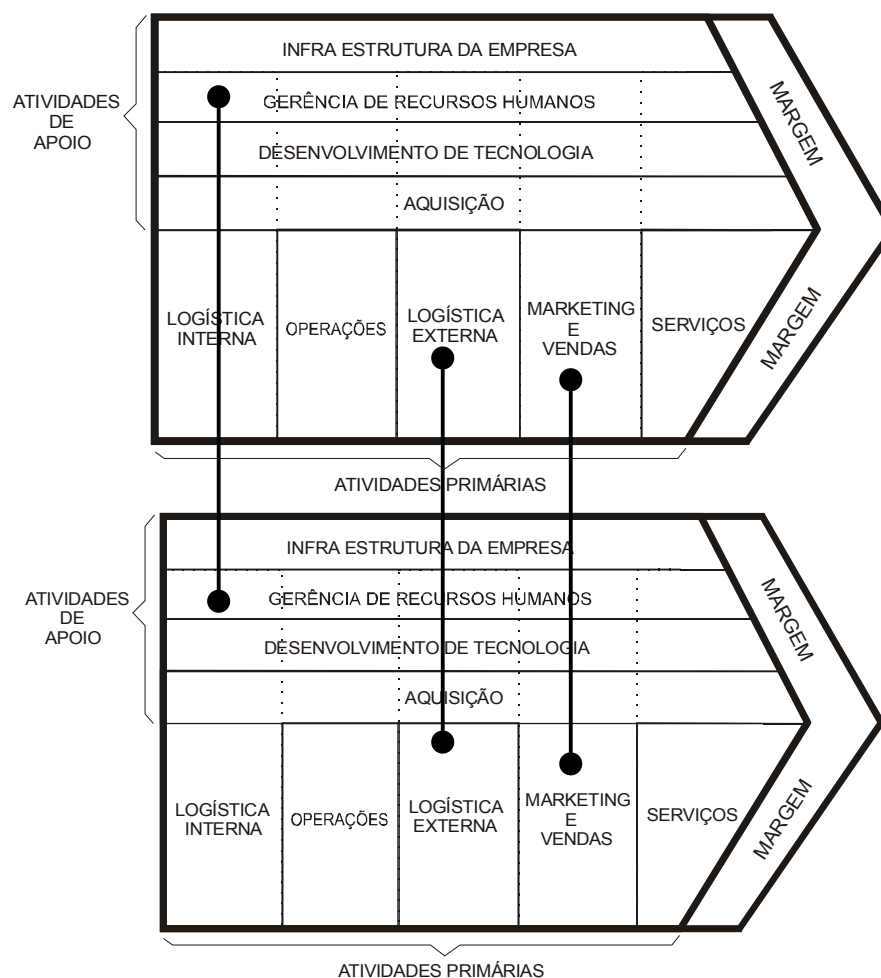 INFRA ESTRUTURA DA EMPRESA
GERÊNCIA DE RECURSOS HUMANOS
DESENVOLVIMENTO DE TECNOLOGIA
AQUISIÇÃO
ATIVIDADES
DE
APOIO
MARGEM
MARGEM
LOGÍSTICA
INTERNA
OPERAÇÕES
LOGÍSTICA
EXTERNA
MARKETING
E
VENDAS
SERVIÇOS
ATIVIDADES PRIMÁRIAS
INFRA ESTRUTURA DA EMPRESA
GERÊNCIA DE RECURSOS HUMANOS
DESENVOLVIMENTO DE TECNOLOGIA
AQUISIÇÃO
ATIVIDADES
DE
APOIO
MARGEM
MARGEM
LOGÍSTICA
INTERNA
OPERAÇÕES
LOGÍSTICA
EXTERNA
MARKETING
E
VENDAS
SERVIÇOS
ATIVIDADES PRIMÁRIAS